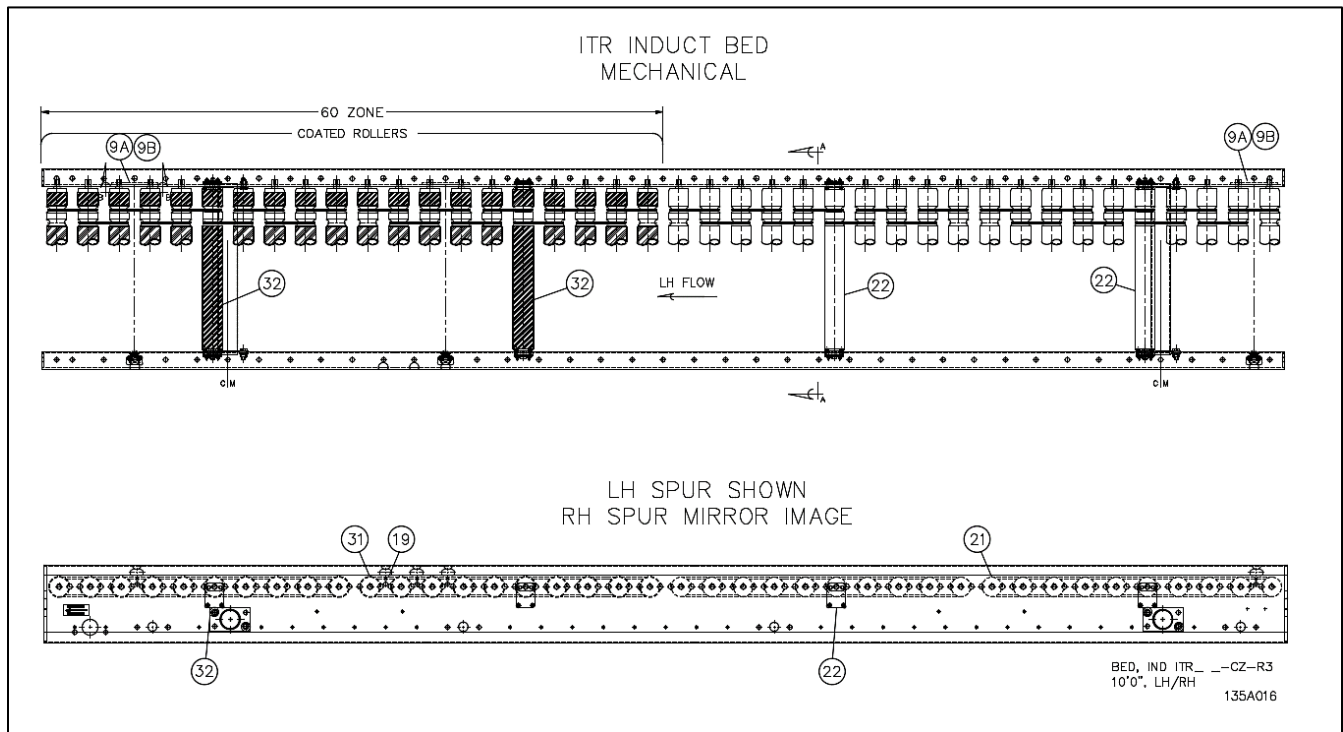 ITR INDUCT BED
MECHANICAL
60 ZONE
COATED ROLLERS
9A 9B
A
9A 9B
32
32
LH FLOW
22
22
C M
A
C M
LH SPUR SHOWN
RH SPUR MIRROR IMAGE
31
19
21
32
22
BED, IND ITR_ _-CZ-R3
10'0", LH/RH
135A016